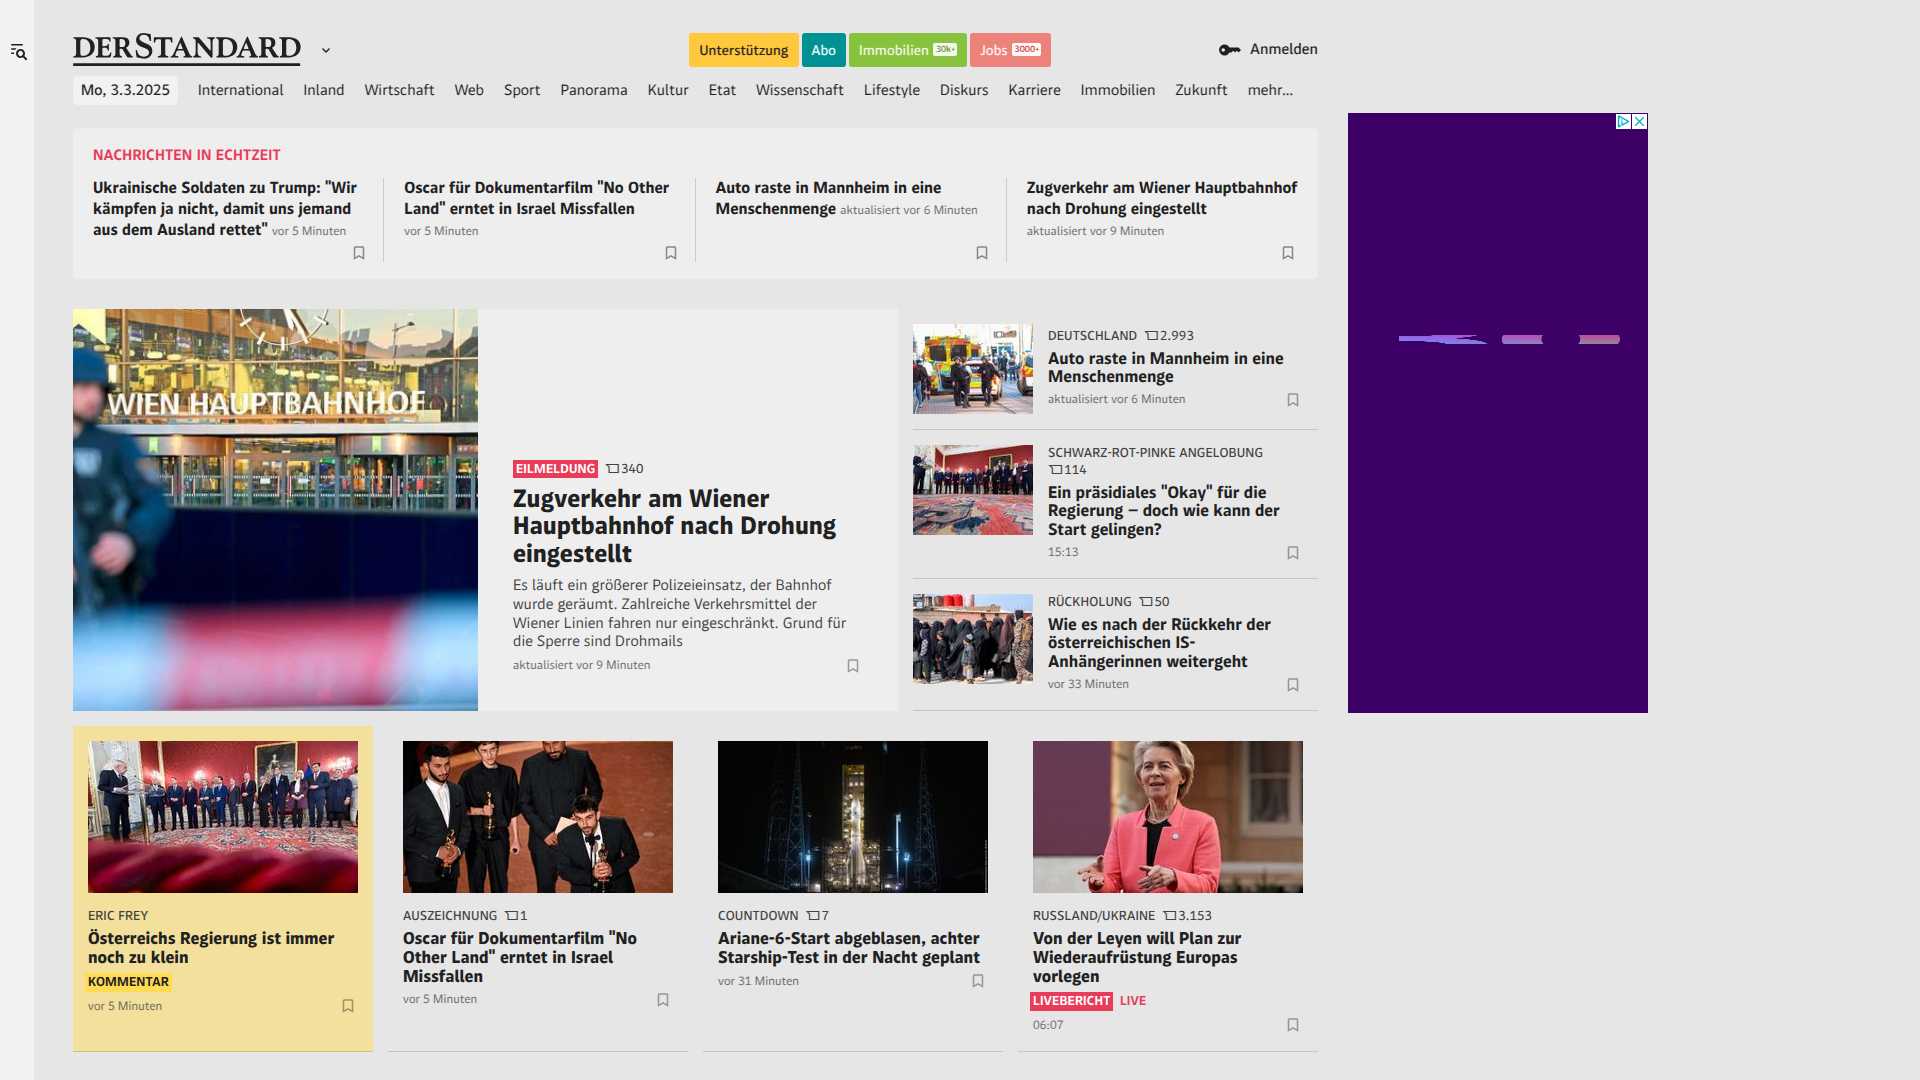 DERSTANDARD
Unterstützung
Abo
Immobilien 30k+
Jobs 3000+
Anmelden
Mo, 3.3.2025
International
Inland
Wirtschaft
Web
Sport
Panorama
Kultur
Etat
Wissenschaft
Lifestyle
Diskurs
Karriere
Immobilien
Zukunft
mehr...
NACHRICHTEN IN ECHTZEIT
Ukrainische Soldaten zu Trump: "Wir
kämpfen ja nicht, damit uns jemand
aus dem Ausland rettet" vor 5 Minuten
Oscar für Dokumentarfilm "No Other
Land" erntet in Israel Missfallen
vor 5 Minuten
Auto raste in Mannheim in eine
Menschenmenge aktualisiert vor 6 Minuten
Zugverkehr am Wiener Hauptbahnhof
nach Drohung eingestellt
aktualisiert vor 9 Minuten
WIEN HAUPTBAHNHOF
EILMELDUNG 340
Zugverkehr am Wiener
Hauptbahnhof nach Drohung
eingestellt
Es läuft ein größerer Polizeieinsatz, der Bahnhof
wurde geräumt. Zahlreiche Verkehrsmittel der
Wiener Linien fahren nur eingeschränkt. Grund für
die Sperre sind Drohmails
aktualisiert vor 9 Minuten
DEUTSCHLAND 2.993
Auto raste in Mannheim in eine
Menschenmenge
aktualisiert vor 6 Minuten
SCHWARZ-ROT-PINKE ANGELOBUNG
114
Ein präsidiales "Okay" für die
Regierung – doch wie kann der
Start gelingen?
15:13
RÜCKHOLUNG 50
Wie es nach der Rückkehr der
österreichischen IS-
Anhängerinnen weitergeht
vor 33 Minuten
ERIC FREY
Österreichs Regierung ist immer
noch zu klein
KOMMENTAR
vor 5 Minuten
AUSZEICHNUNG 1
Oscar für Dokumentarfilm "No
Other Land" erntet in Israel
Missfallen
vor 5 Minuten
COUNTDOWN 7
Ariane-6-Start abgeblasen, achter
Starship-Test in der Nacht geplant
vor 31 Minuten
RUSSLAND/UKRAINE 3.153
Von der Leyen will Plan zur
Wiederaufrüstung Europas
vorlegen
LIVEBERICHT LIVE
06:07